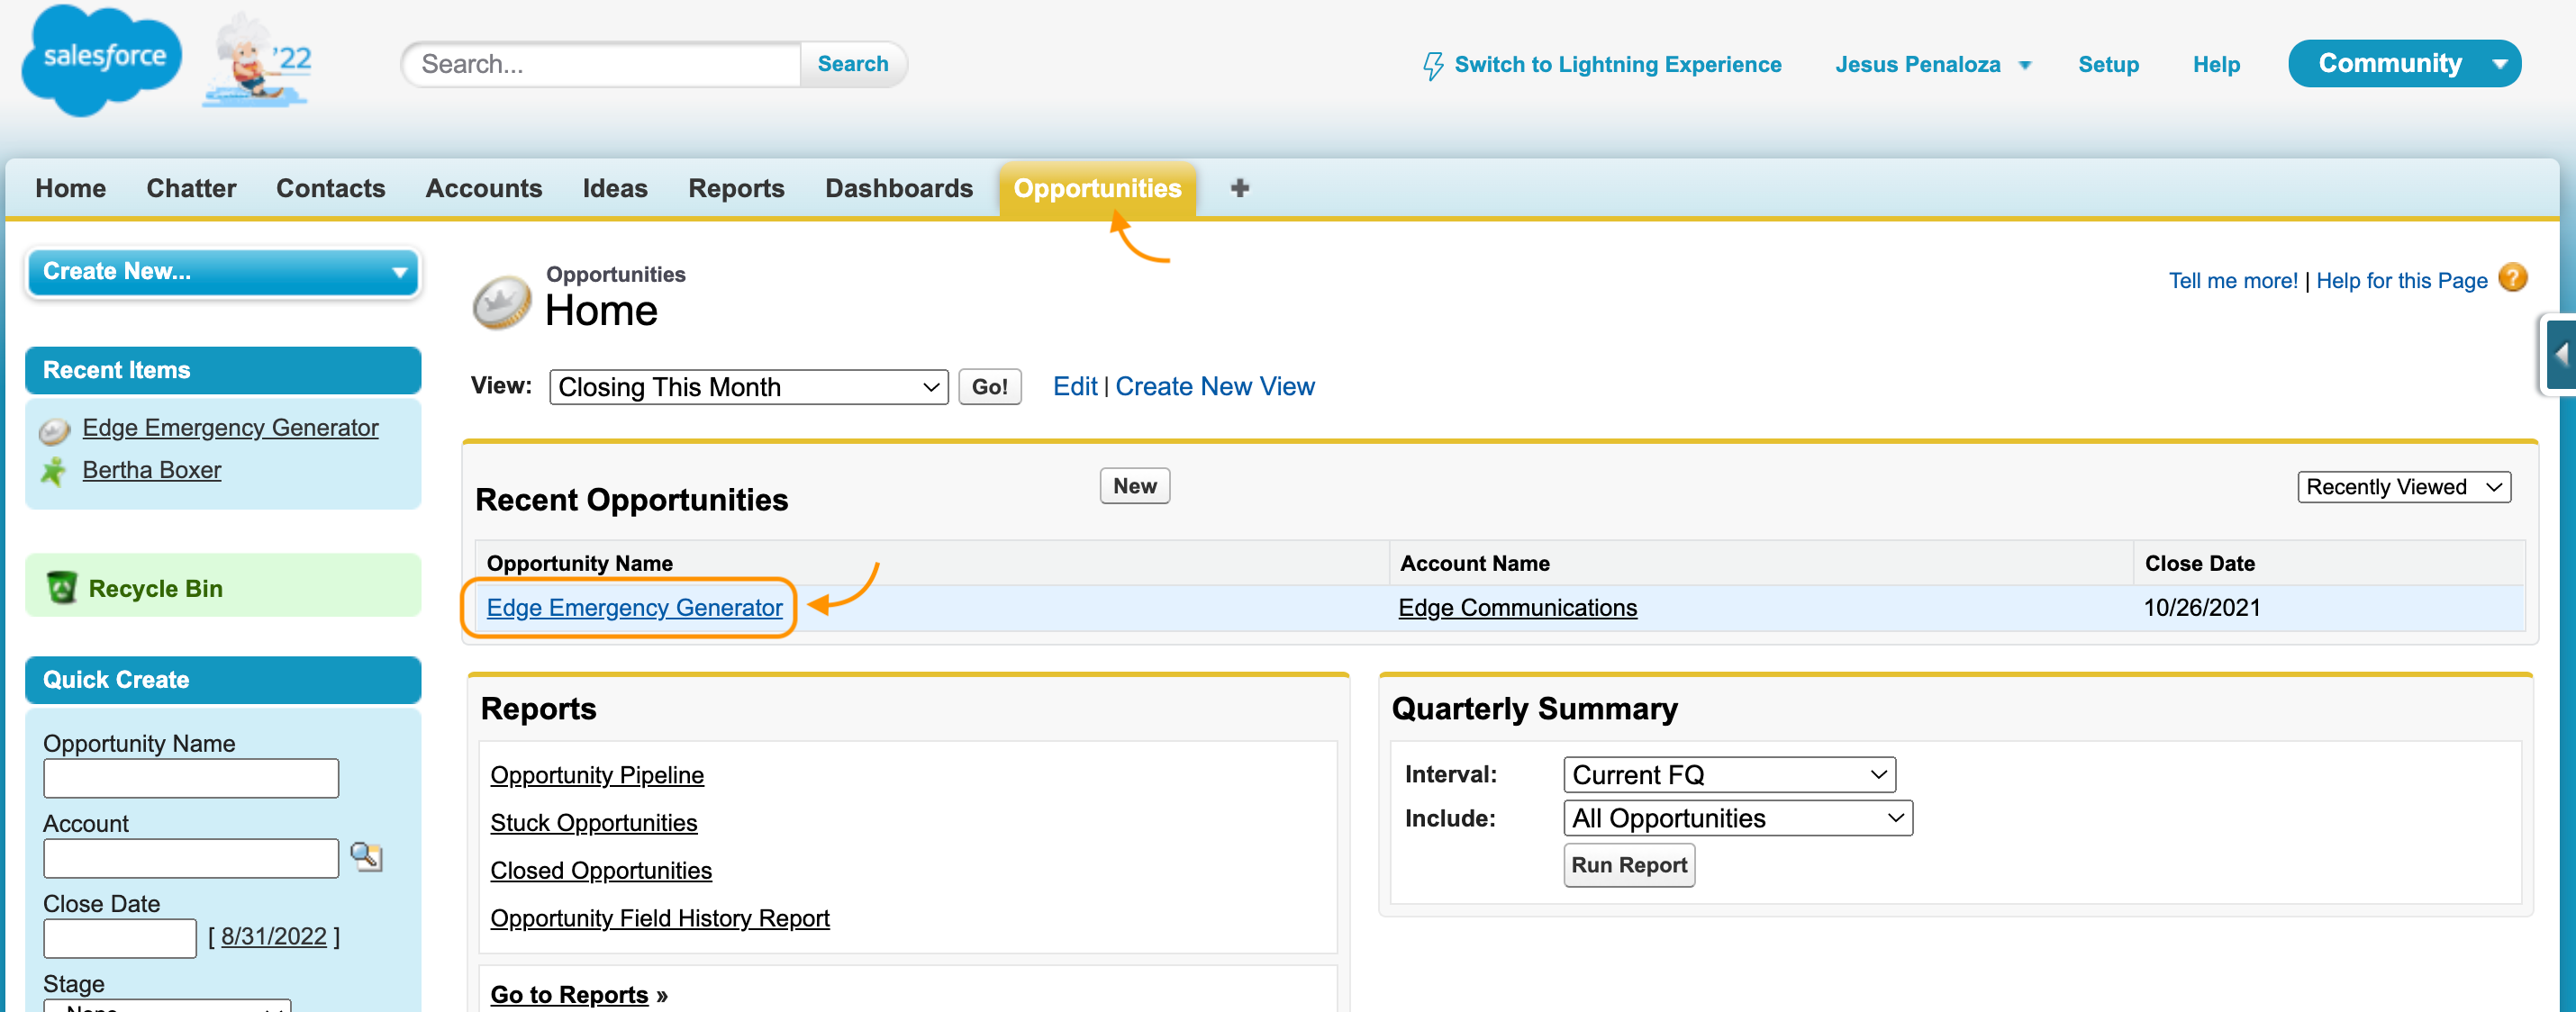 salesforce
'22
Search...
Search
Switch to Lightning Experience
Jesus Penaloza
Setup
Help
Community
Home
Chatter
Contacts
Accounts
Ideas
Reports
Dashboards
Opportunities
+
Create New...
Recent Items
Edge Emergency Generator
Bertha Boxer
Recycle Bin
Quick Create
Opportunity Name
Account
Close Date
[ 8/31/2022 ]
Stage
Opportunities
Home
Tell me more! | Help for this Page ?
View: Closing This Month Go! Edit | Create New View
Recent Opportunities
New
Recently Viewed
Opportunity Name
Account Name
Close Date
Edge Emergency Generator
Edge Communications
10/26/2021
Reports
Opportunity Pipeline
Stuck Opportunities
Closed Opportunities
Opportunity Field History Report
Go to Reports »
Quarterly Summary
Interval: Current FQ
Include: All Opportunities
Run Report